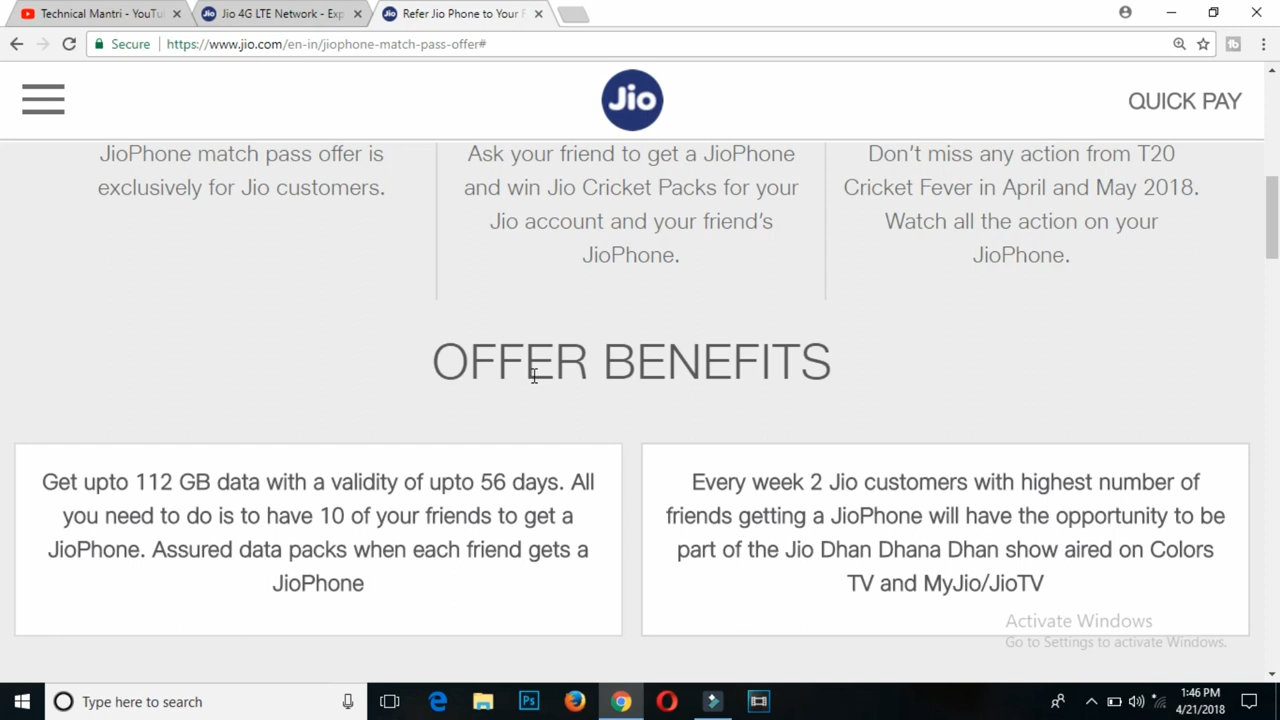 Technical Mantri - YouTu
Jio 4G LTE Network - Exp
Refer Jio Phone to Your F
Secure
https://www.jio.com/en-in/jiophone-match-pass-offer#
Jio
QUICK PAY
JioPhone match pass offer is
exclusively for Jio customers.
Ask your friend to get a JioPhone
and win Jio Cricket Packs for your
Jio account and your friend's
JioPhone.
Don't miss any action from T20
Cricket Fever in April and May 2018.
Watch all the action on your
JioPhone.
OFFER BENEFITS
Get upto 112 GB data with a validity of upto 56 days. All
you need to do is to have 10 of your friends to get a
JioPhone. Assured data packs when each friend gets a
JioPhone
Every week 2 Jio customers with highest number of
friends getting a JioPhone will have the opportunity to be
part of the Jio Dhan Dhana Dhan show aired on Colors
TV and MyJio/JioTV
Activate Windows
Go to Settings to activate Windows.
Type here to search
Ps
1:46 PM
4/21/2018